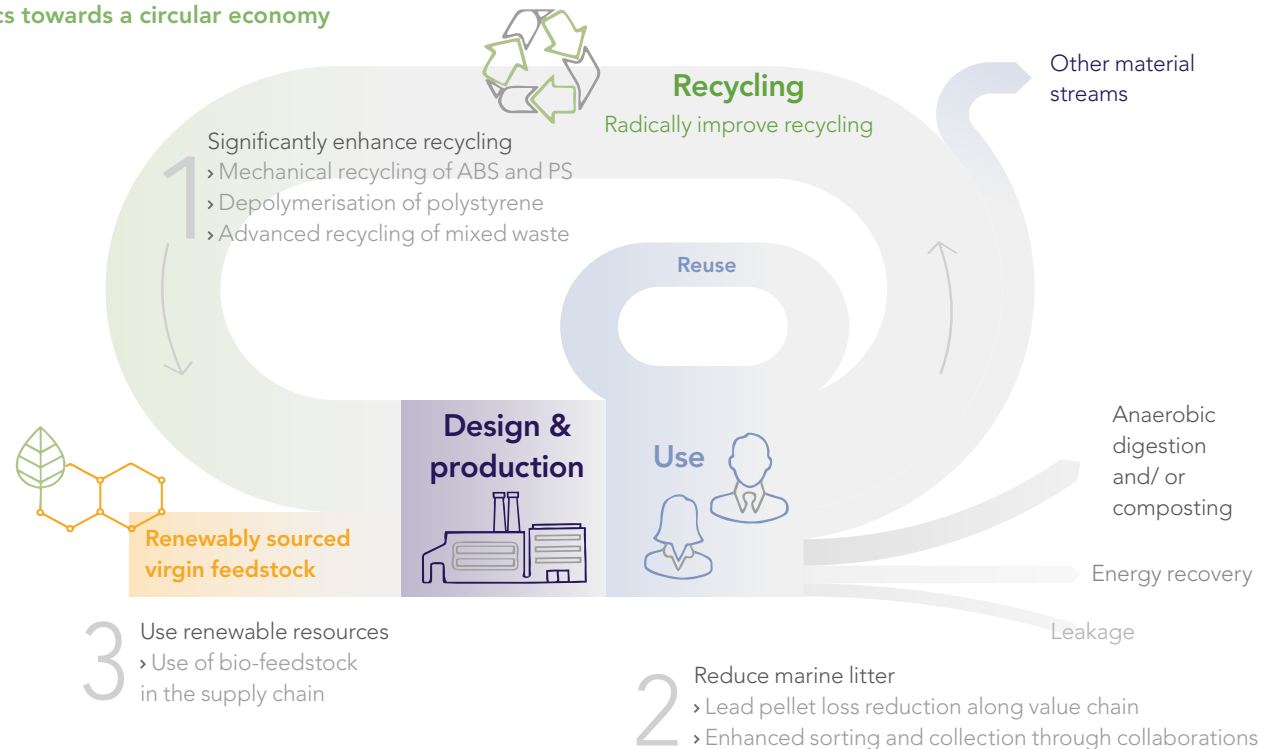 towards a circular economy
Recycling
Radically improve recycling
Other material
streams
1
Significantly enhance recycling
› Mechanical recycling of ABS and PS
› Depolymerisation of polystyrene
› Advanced recycling of mixed waste
Reuse
Design &
production
Use
Anaerobic
digestion
and/ or
composting
Renewably sourced
virgin feedstock
Energy recovery
Leakage
3
Use renewable resources
› Use of bio-feedstock
in the supply chain
2
Reduce marine litter
› Lead pellet loss reduction along value chain
› Enhanced sorting and collection through collaborations